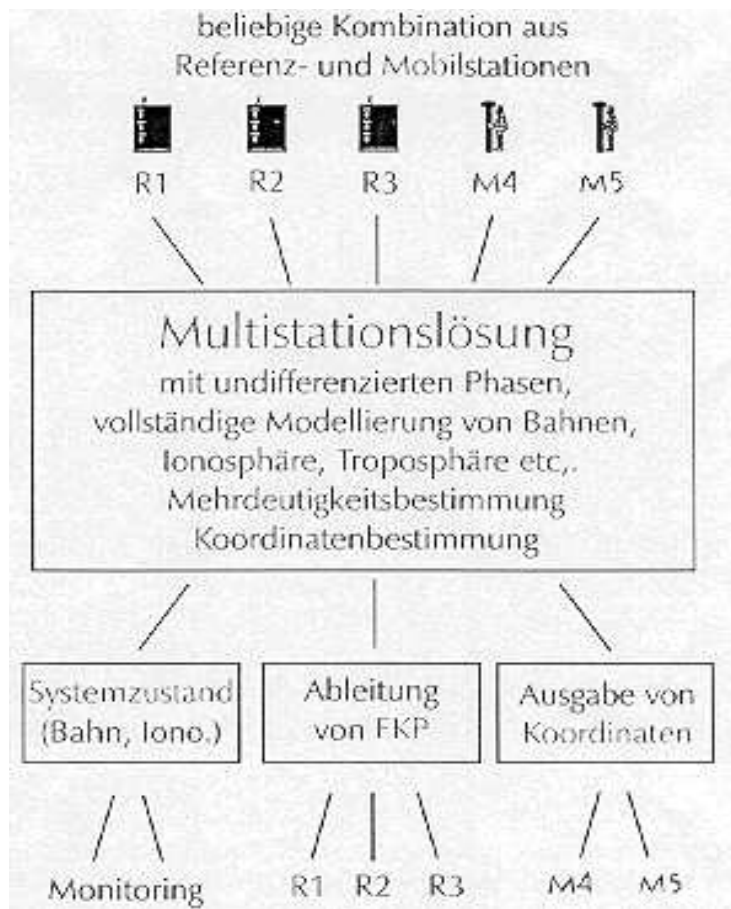 beliebige Kombination aus
Referenz- und Mobilstationen
R1 R2 R3 M4 M5
Multistationslösung
mit undifferenzierten Phasen,
vollständige Modellierung von Bahnen,
Ionosphäre, Troposphäre etc,.
Mehrdeutigkeitsbestimmung
Koordinatenbestimmung
Systemzustand
(Bahn, Iono.)
Ableitung
von FKP
Ausgabe von
Koordinaten
Monitoring
R1 R2 R3
M4 M5